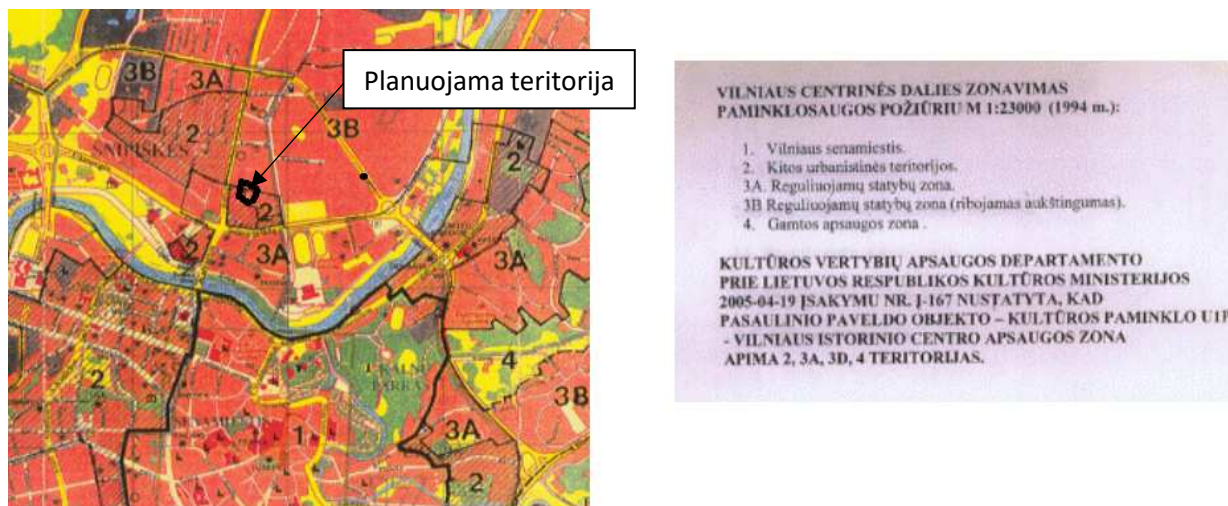 Planuojama teritorija
3B
3A
2
3B
ŠNIPIŠKĖS
2
2
3A
2
3A
2
KALNŲ
PARKAS
4
3B
SENAMIESTIS
1
3A
2
VILNIAUS CENTRINĖS DALIES ZONAVIMAS
PAMINKLOSAUGOS POŽIŪRIU M 1:23000 (1994 m.):
1. Vilniaus senamiestis.
2. Kitos urbanistinės teritorijos.
3A. Reguliuojamų statybų zona.
3B Reguliuojamų statybų zona (ribojamas aukštingumas).
4. Gamtos apsaugos zona .
KULTŪROS VERTYBIŲ APSAUGOS DEPARTAMENTO
PRIE LIETUVOS RESPUBLIKOS KULTŪROS MINISTERIJOS
2005-04-19 ĮSAKYMU NR. Į-167 NUSTATYTA, KAD
PASAULINIO PAVELDO OBJEKTO – KULTŪROS PAMINKLO U1P
- VILNIAUS ISTORINIO CENTRO APSAUGOS ZONA
APIMA 2, 3A, 3D, 4 TERITORIJAS.